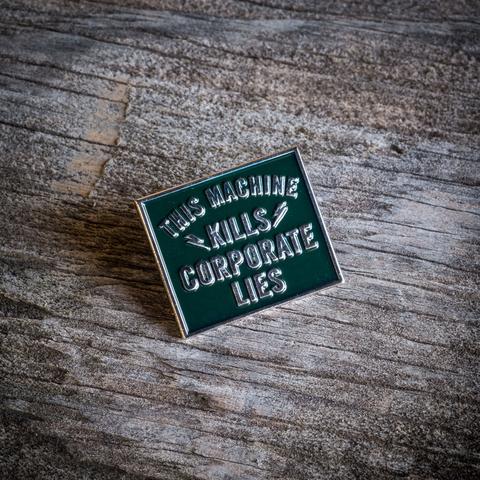 THIS MACHINE
KILLS
CORPORATE
LIES